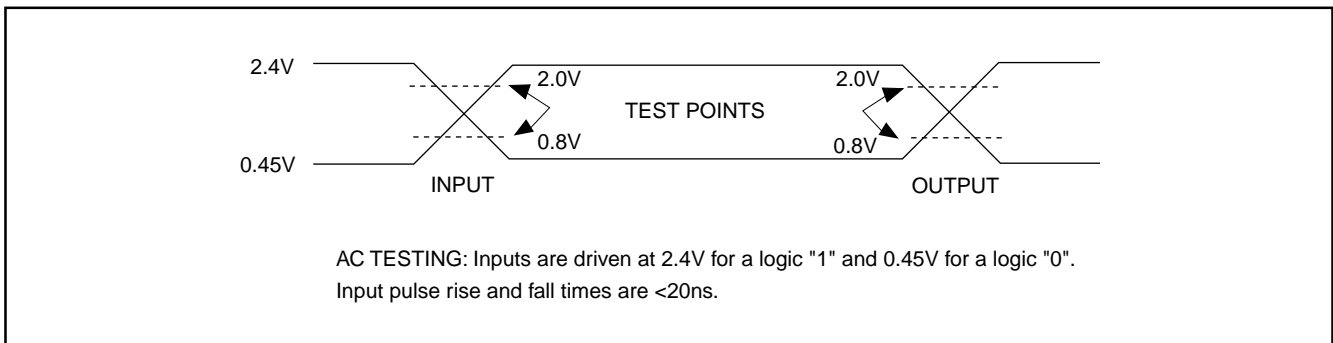 2.4V
2.0V
2.0V
TEST POINTS
0.8V
0.8V
0.45V
INPUT
OUTPUT
AC TESTING: Inputs are driven at 2.4V for a logic "1" and 0.45V for a logic "0".
Input pulse rise and fall times are <20ns.